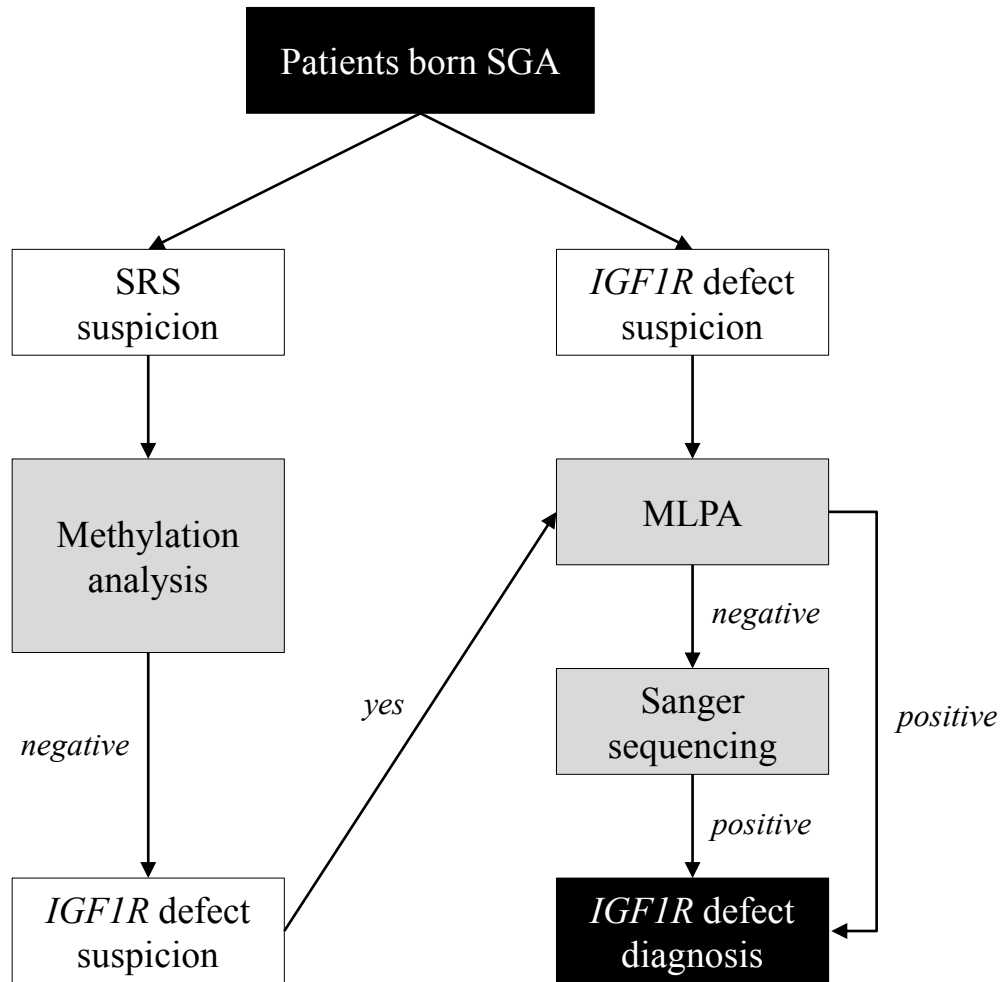 Patients born SGA
SRS
suspicion
IGF1R defect
suspicion
Methylation
analysis
MLPA
negative
Sanger
sequencing
yes
positive
negative
positive
IGF1R defect
suspicion
IGF1R defect
diagnosis